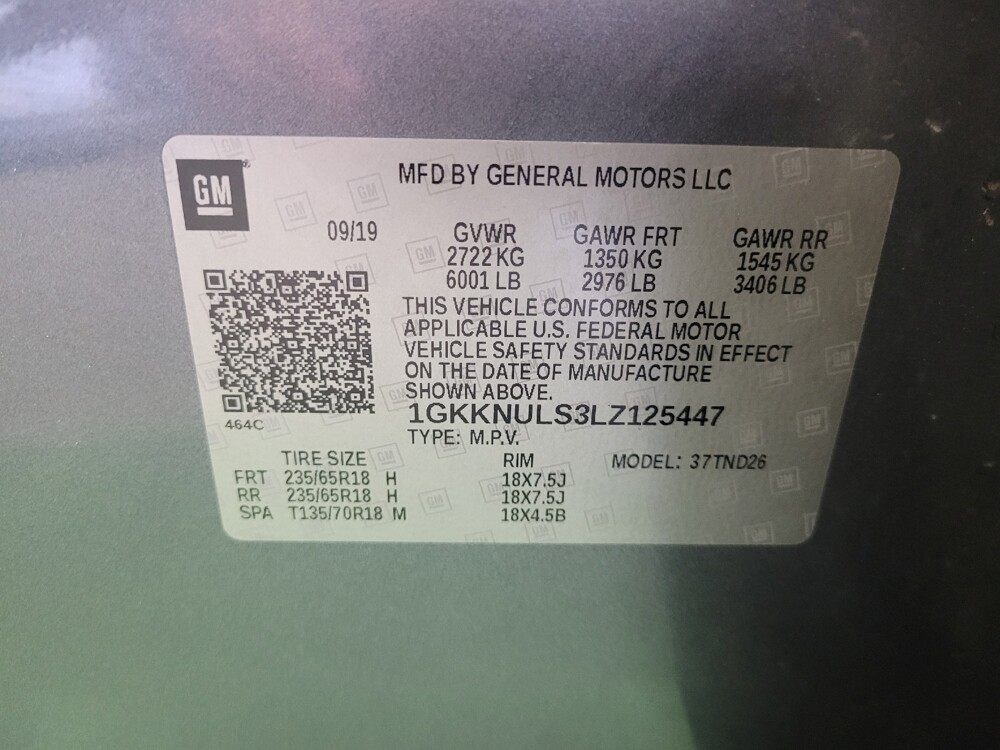 GM
MFD BY GENERAL MOTORS LLC
09/19 GVWR GAWR FRT GAWR RR
2722 KG 1350 KG 1545 KG
6001 LB 2976 LB 3406 LB
THIS VEHICLE CONFORMS TO ALL
APPLICABLE U.S. FEDERAL MOTOR
VEHICLE SAFETY STANDARDS IN EFFECT
ON THE DATE OF MANUFACTURE
SHOWN ABOVE.
1GKKNULS3LZ125447
464C
TYPE: M.P.V.
TIRE SIZE RIM MODEL: 37TND26
FRT 235/65R18 H 18X7.5J
RR 235/65R18 H 18X7.5J
SPA T135/70R18 M 18X4.5B